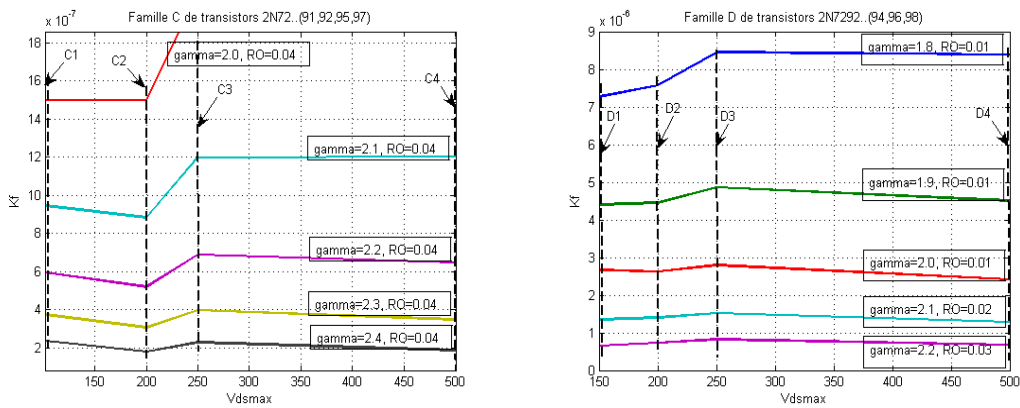 x 10-7
Famille C de transistors 2N72..(91,92,95,97)
18
16
14
12
10
8
6
4
2
Kf
C1
C2
C3
C4
gamma=2.0, RO=0.04
gamma=2.1, RO=0.04
gamma=2.2, RO=0.04
gamma=2.3, RO=0.04
gamma=2.4, RO=0.04
150
200
250
300
350
400
450
500
Vdsmax
x 10-6
Famille D de transistors 2N7292..(94,96,98)
9
8
7
6
5
4
3
2
1
0
Kf
D1
D2
D3
D4
gamma=1.8, RO=0.01
gamma=1.9, RO=0.01
gamma=2.0, RO=0.01
gamma=2.1, RO=0.02
gamma=2.2, RO=0.03
150
200
250
300
350
400
450
500
Vdsmax